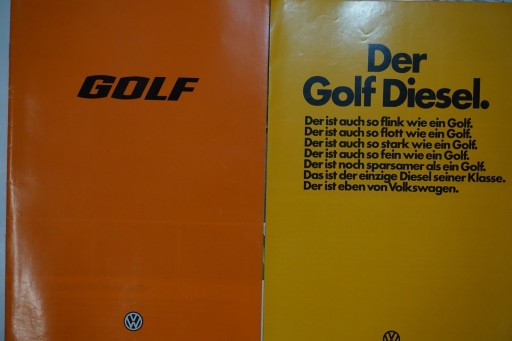 GOLF
Der
Golf Diesel.
Der ist auch so flink wie ein Golf.
Der ist auch so flott wie ein Golf.
Der ist auch so stark wie ein Golf.
Der ist auch so fein wie ein Golf.
Der ist noch sparsamer als ein Golf.
Das ist der einzige Diesel seiner Klasse.
Der ist eben von Volkswagen.
VW
VW